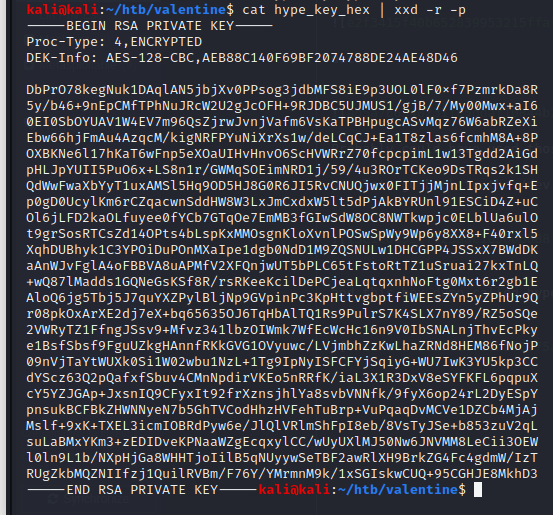 kali@kali:~/htb/valentine$ cat hype_key_hex | xxd -r -p
-----BEGIN RSA PRIVATE KEY-----
Proc-Type: 4,ENCRYPTED
DEK-Info: AES-128-CBC,AEB88C140F69BF2074788DE24AE48D46
DbPrO78kegNuk1DAqlAN5jbjXv0PPsog3jdbMFS8iE9p3UOL0lF0xf7PzmrkDa8R
5y/b46+9nEpCMfTPhNuJRcW2U2gJcOFH+9RJDBC5UJMUS1/gjB/7/My00Mwx+aI6
0EI0SbOYUAV1W4EV7m96QsZjrwJvnjVafm6VsKaTPBHpugcASvMqz76W6abRZeXi
Ebw66hjFmAu4AzqcM/kigNRFPYuNiXrXs1w/deLCqCJ+Ea1T8zlas6fcmhM8A+8P
OXBKNe6l17hKaT6wFnp5eXOaUIHvHnvO6ScHVWRrZ70fcpcpimL1w13Tgdd2AiGd
pHLJpYUII5PuO6x+LS8n1r/GWMqSOEimNRD1j/59/4u3ROrTCKeo9DsTRqs2k1SH
QdWwFwaXbYyT1uxAMSl5Hq9OD5HJ8G0R6JI5RvCNUQjwx0FITjjMjnLIpxjvfq+E
p0gD0UcylKm6rCZqacwnSddHW8W3LxJmCxdxW5lt5dPjAkBYRUnl91ESCiD4Z+uC
Ol6jLFD2kaOLfuyee0fYCb7GTqOe7EmMB3fGIwSdW8OC8NWTkwpjc0ELblUa6ulO
t9grSosRTCsZd14OPts4bLspKxMMOsgnKloXvnlPOSwSpWy9Wp6y8XX8+F40rxl5
XqhDUBhyk1C3YPOiDuPOnMXaIpe1dgb0NdD1M9ZQSNULw1DHCGPP4JSSxX7BWdDK
aAnWJvFglA4oFBBVA8uAPMfV2XFQnjwUT5bPLC65tFstoRtTZ1uSruai27kxTnLQ
+wQ87lMadds1GQNeGsKSf8R/rsRKeeKcilDePCjeaLqtqxnhNoFtg0Mxt6r2gb1E
AloQ6jg5Tbj5J7quYXZPylBljNp9GVpinPc3KpHttvgbptfiWEEsZYn5yZPhUr9Q
r08pkOxArXE2dj7eX+bq65635OJ6TqHbAlTQ1Rs9PulrS7K4SLX7nY89/RZ5oSQe
2VWRyTZ1FfngJSsv9+Mfvz341lbzOIWmk7WfEcWcHc16n9V0IbSNALnjThvEcPky
e1BsfSbsf9FguUZkgHAnnfRKkGVG1OVyuwc/LVjmbhZzKwLhaZRNd8HEM86fNojP
09nVjTaYtWUXk0Si1W02wbu1NzL+1Tg9IpNyISFCFYjSqiyG+WU7IwK3YU5kp3CC
dYScz63Q2pQafxfSbuv4CMnNpdirVKEo5nRRfK/iaL3X1R3DxV8eSYFKFL6pqpuX
cY5YZJGAp+JxsnIQ9CFyxIt92frXznsjhlYa8svbVNNfk/9fyX6op24rL2DyESpY
pnsukBCFBkZHWNNyeN7b5GhTVCodHhzHVFehTuBrp+VuPqaqDvMCVe1DZCb4MjAj
Mslf+9xK+TXEL3icmIOBRdPyw6e/JlQlVRlmShFpI8eb/8VsTyJSe+b853zuV2qL
suLaBMxYKm3+zEDIDveKPNaaWZgEcqxylCC/wUyUXlMJ50Nw6JNVMM8LeCii3OEW
l0ln9L1b/NXpHjGa8WHHTjoIilB5qNUyywSeTBF2awRlXH9BrkZG4Fc4gdmW/IzT
RUgZkbMQZNIIfzj1QuilRVBm/F76Y/YMrmnM9k/1xSGIskwCUQ+95CGHJE8MkhD3
-----END RSA PRIVATE KEY-----kali@kali:~/htb/valentine$